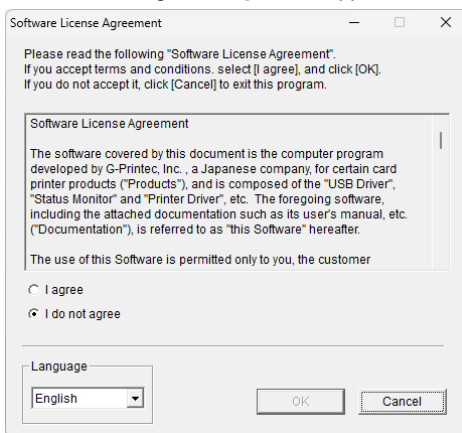 Software License Agreement
Please read the following "Software License Agreement".
If you accept terms and conditions. select [I agree], and click [OK].
If you do not accept it, click [Cancel] to exit this program.
Software License Agreement
The software covered by this document is the computer program
developed by G-Printec, Inc. , a Japanese company, for certain card
printer products ("Products"), and is composed of the "USB Driver",
"Status Monitor" and "Printer Driver", etc. The foregoing software,
including the attached documentation such as its user's manual, etc.
("Documentation"), is referred to as "this Software" hereafter.
The use of this Software is permitted only to you, the customer
I agree
I do not agree
Language
English
OK
Cancel